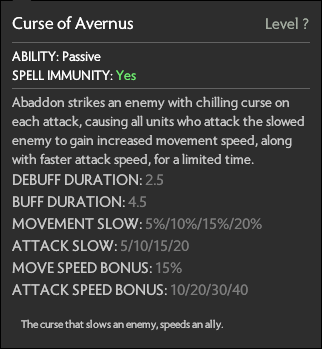 Curse of Avernus Level ?
ABILITY: Passive
SPELL IMMUNITY: Yes
Abaddon strikes an enemy with chilling curse on
each attack, causing all units who attack the slowed
enemy to gain increased movement speed, along
with faster attack speed, for a limited time.
DEBUFF DURATION: 2.5
BUFF DURATION: 4.5
MOVEMENT SLOW: 5%/10%/15%/20%
ATTACK SLOW: 5/10/15/20
MOVE SPEED BONUS: 15%
ATTACK SPEED BONUS: 10/20/30/40
The curse that slows an enemy, speeds an ally.